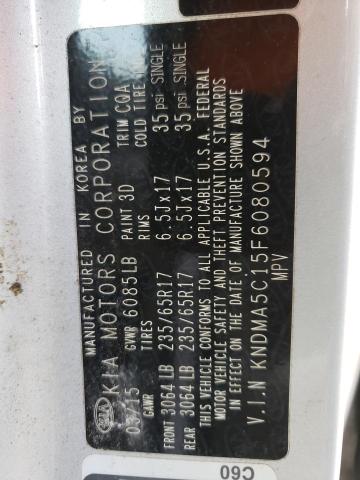 MANUFACTURED IN KOREA BY
KIA KIA MOTORS CORPORATION
03/15 GVWR 6085LB PAINT 3D TRIM CQA
GAWR TIRES RIMS COLD TIRE
FRONT 3064 LB 235/65R17 6.5Jx17 35 psi SINGLE
REAR 3064 LB 235/65R17 6.5Jx17 35 psi SINGLE
THIS VEHICLE CONFORMS TO ALL APPLICABLE U.S.A. FEDERAL
MOTOR VEHICLE SAFETY AND THEFT PREVENTION STANDARDS
IN EFFECT ON THE DATE OF MANUFACTURE SHOWN ABOVE
V.I.N KNDMA5C15F6080594
MPV
C60